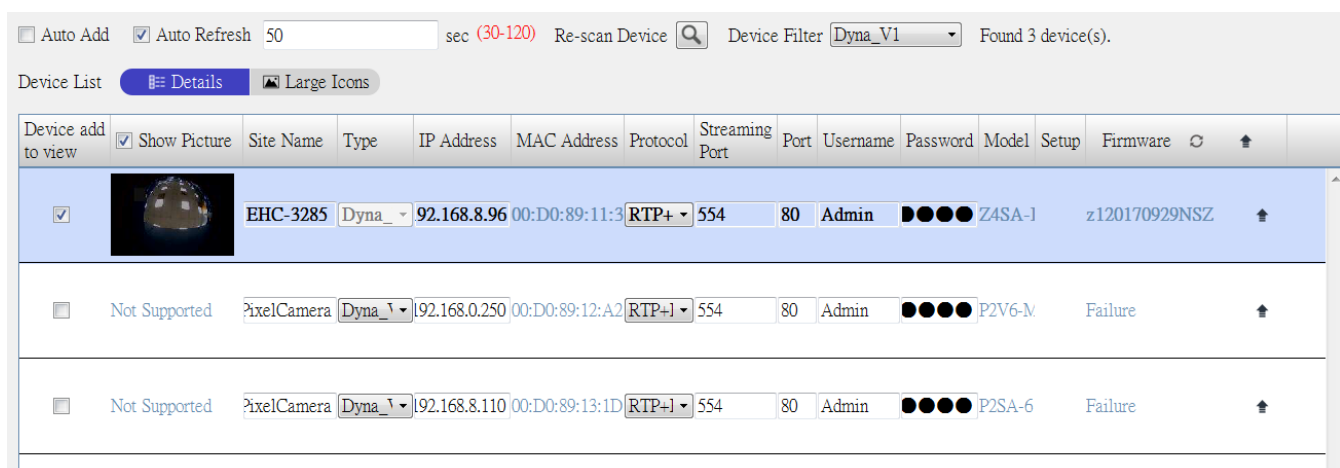 Auto Add Auto Refresh 50 sec (30-120) Re-scan Device Device Filter Dyna_V1 Found 3 device(s).
Device List Details Large Icons
Device add to view Show Picture Site Name Type IP Address MAC Address Protocol Streaming Port Port Username Password Model Setup Firmware
EHC-3285 Dyna_ .92.168.8.96 00:D0:89:11:3 RTP+ 554 80 Admin ●●●● Z4SA- z120170929NSZ
Not Supported PixelCamera Dyna_V 192.168.0.250 00:D0:89:12:A2 RTP+ 554 80 Admin ●●●● P2V6-M Failure
Not Supported PixelCamera Dyna_V 192.168.8.110 00:D0:89:13:1D RTP+ 554 80 Admin ●●●● P2SA-6 Failure